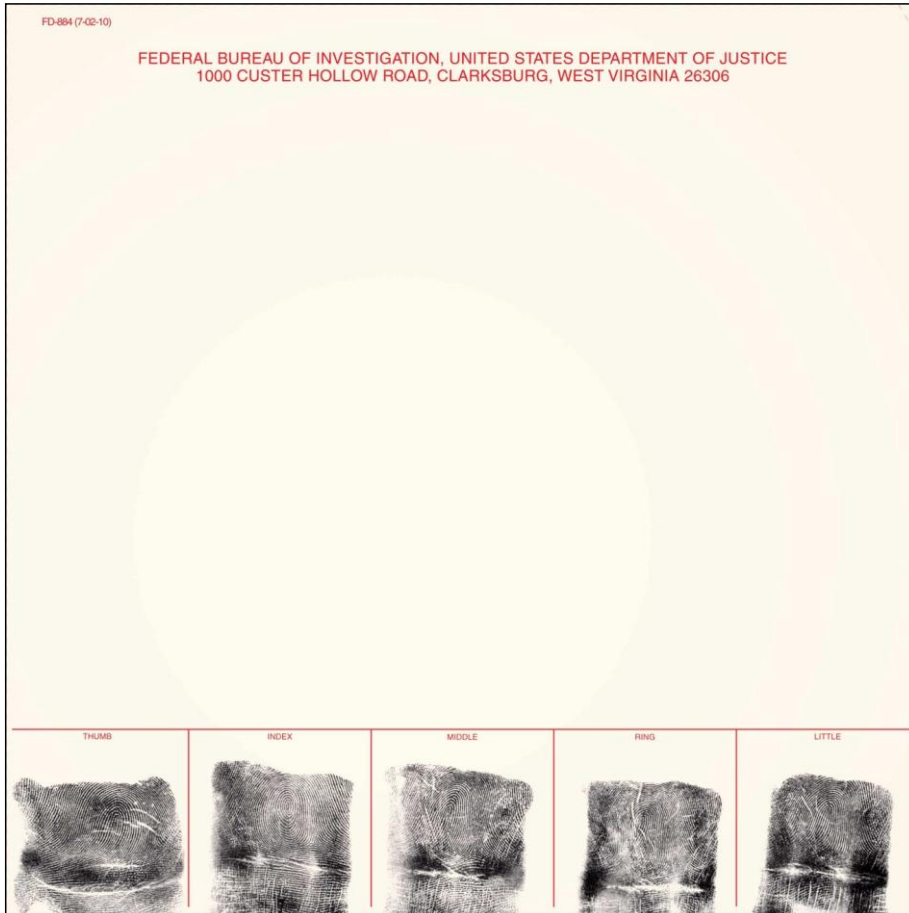 FD-884 (7-02-10)
FEDERAL BUREAU OF INVESTIGATION, UNITED STATES DEPARTMENT OF JUSTICE
1000 CUSTER HOLLOW ROAD, CLARKSBURG, WEST VIRGINIA 26306
THUMB INDEX MIDDLE RING LITTLE